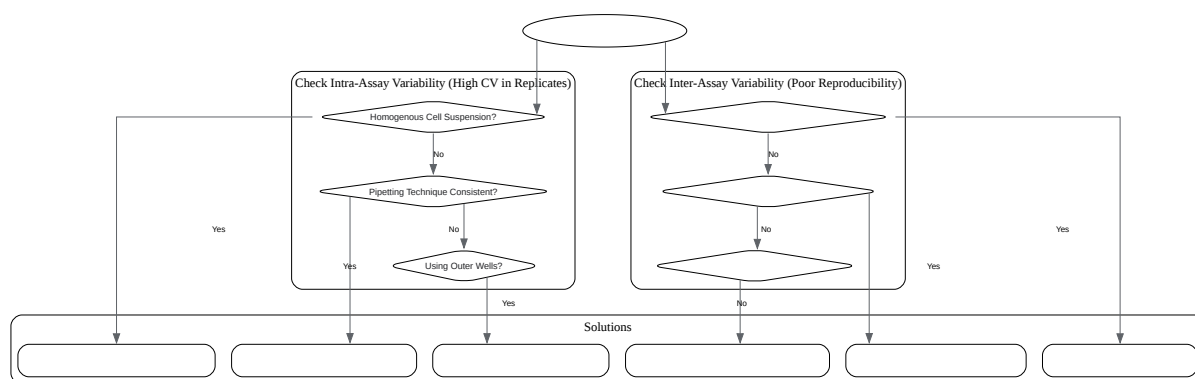 Check Intra-Assay Variability (High CV in Replicates)
Check Inter-Assay Variability (Poor Reproducibility)
Homogenous Cell Suspension?
No
No
Pipetting Technique Consistent?
Yes
No
No
Yes
Using Outer Wells?
Yes
Yes
Yes
No
Solutions